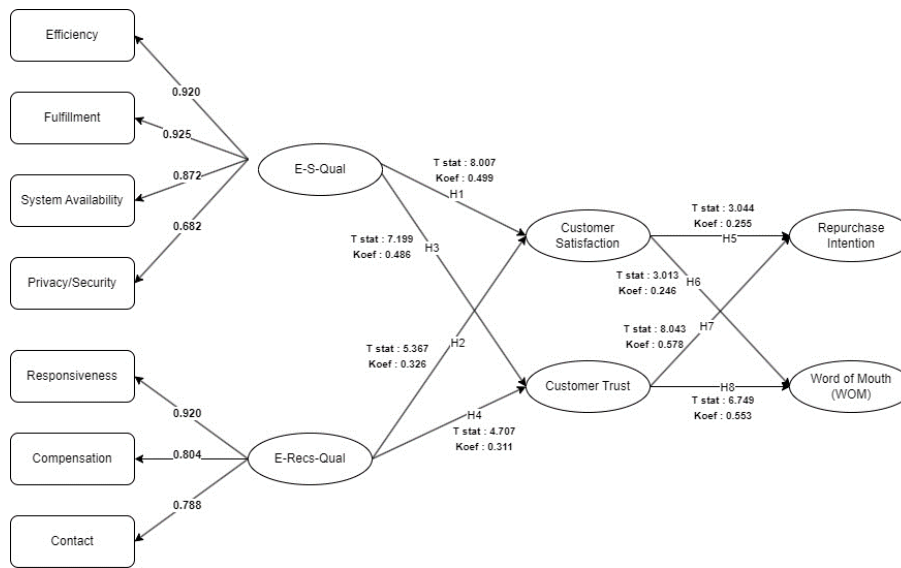 Efficiency
0.920
Fulfillment
0.925
System Availability
0.872
0.682
Privacy/Security
E-S-Qual
T stat : 8.007
Koef : 0.499
H1
T stat : 7.199
Koef : 0.486
H3
Customer
Satisfaction
T stat : 3.044
Koef : 0.255
H5
Repurchase
Intention
T stat : 3.013
Koef : 0.246
H6
T stat : 8.043
Koef : 0.578
H7
T stat : 5.367
Koef : 0.326
H2
Responsiveness
0.920
Compensation
0.804
0.788
Contact
E-Recs-Qual
H4
T stat : 4.707
Koef : 0.311
Customer Trust
H8
T stat : 6.749
Koef : 0.553
Word of Mouth
(WOM)